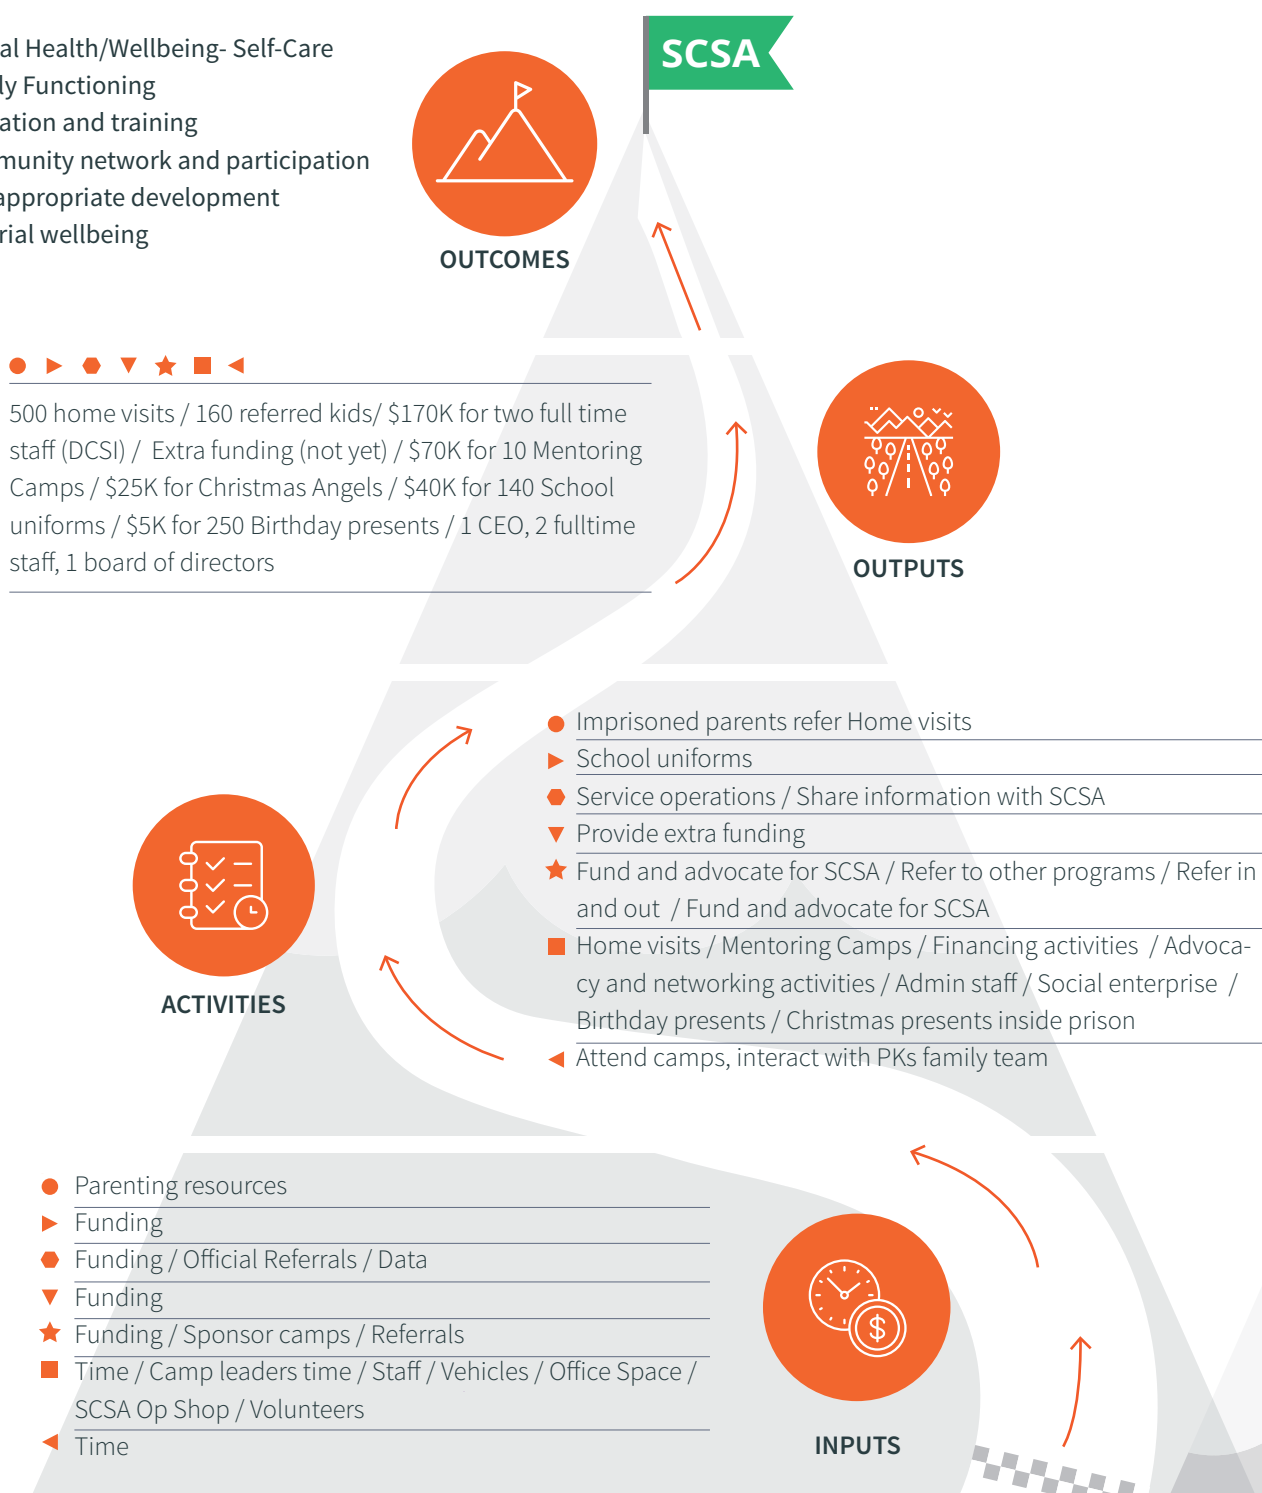 SCSA
al Health/Wellbeing- Self-Care
ly Functioning
ation and training
munity network and participation
appropriate development
rial wellbeing
OUTCOMES
500 home visits / 160 referred kids/ $170K for two full time
staff (DCSI) / Extra funding (not yet) / $70K for 10 Mentoring
Camps / $25K for Christmas Angels / $40K for 140 School
uniforms / $5K for 250 Birthday presents / 1 CEO, 2 fulltime
staff, 1 board of directors
OUTPUTS
Imprisoned parents refer Home visits
School uniforms
Service operations / Share information with SCSA
Provide extra funding
Fund and advocate for SCSA / Refer to other programs / Refer in
and out / Fund and advocate for SCSA
Home visits / Mentoring Camps / Financing activities / Advoca-
cy and networking activities / Admin staff / Social enterprise /
Birthday presents / Christmas presents inside prison
Attend camps, interact with PKs family team
ACTIVITIES
Parenting resources
Funding
Funding / Official Referrals / Data
Funding
Funding / Sponsor camps / Referrals
Time / Camp leaders time / Staff / Vehicles / Office Space /
SCSA Op Shop / Volunteers
Time
$
INPUTS